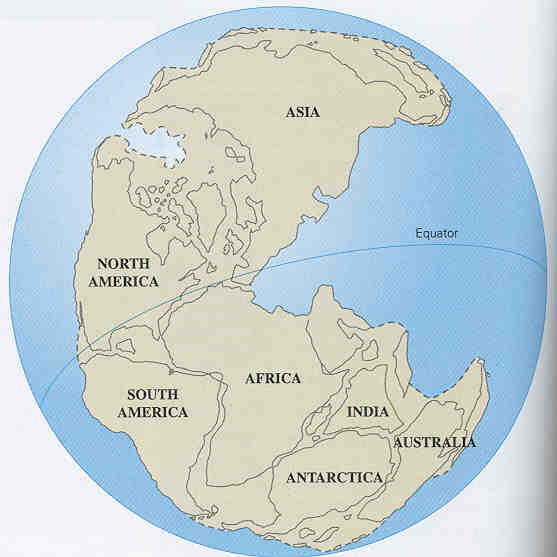 ASIA
Equator
NORTH
AMERICA
AFRICA
SOUTH
AMERICA
INDIA
AUSTRALIA
ANTARCTICA